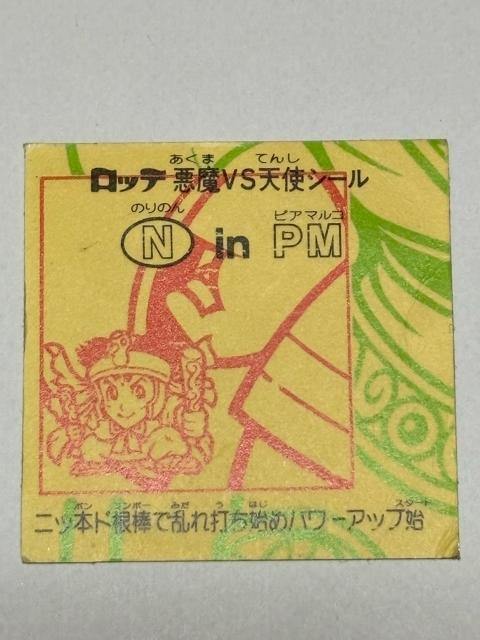 あくま てんし
ロッテ 悪魔VS天使シール
のりのん ピア マルコ
N in PM
ポン コンボー みだ う はじ スタート
ニッ本ド根棒で乱れ打ち始めパワーアップ始